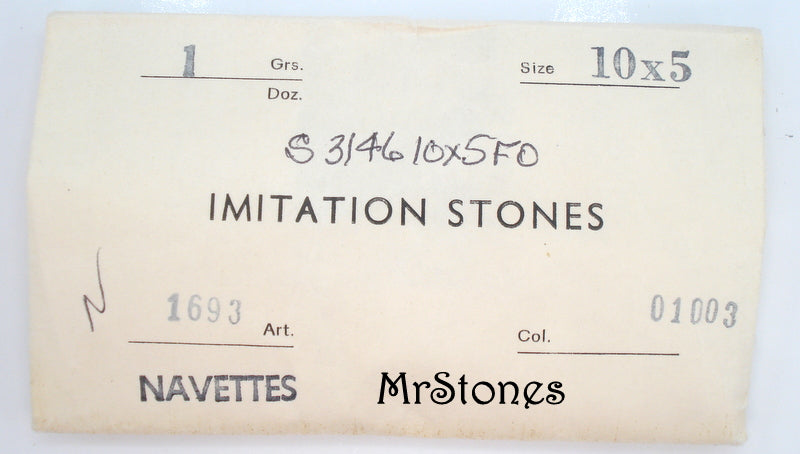 1 Grs. Size 10x5
Doz.
S 3146 10x5FO
IMITATION STONES
N
1693 Art. 01003
Col.
NAVETTES MrStones